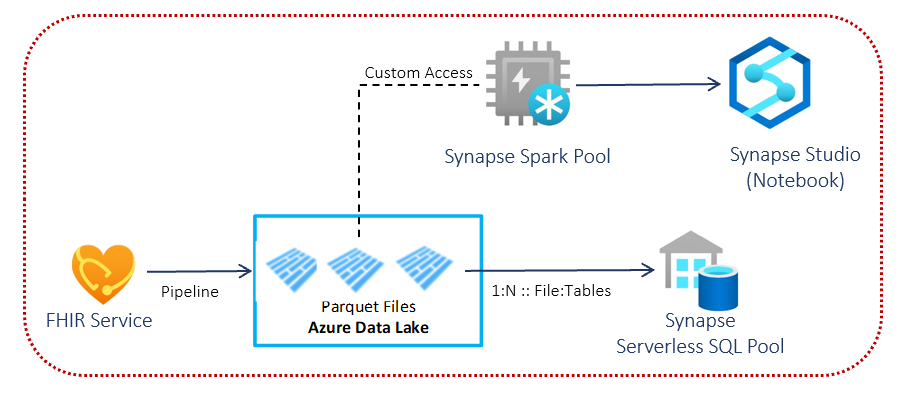 Custom Access
Synapse Spark Pool
Synapse Studio
(Notebook)
FHIR Service
Pipeline
Parquet Files
Azure Data Lake
1:N :: File:Tables
Synapse
Serverless SQL Pool